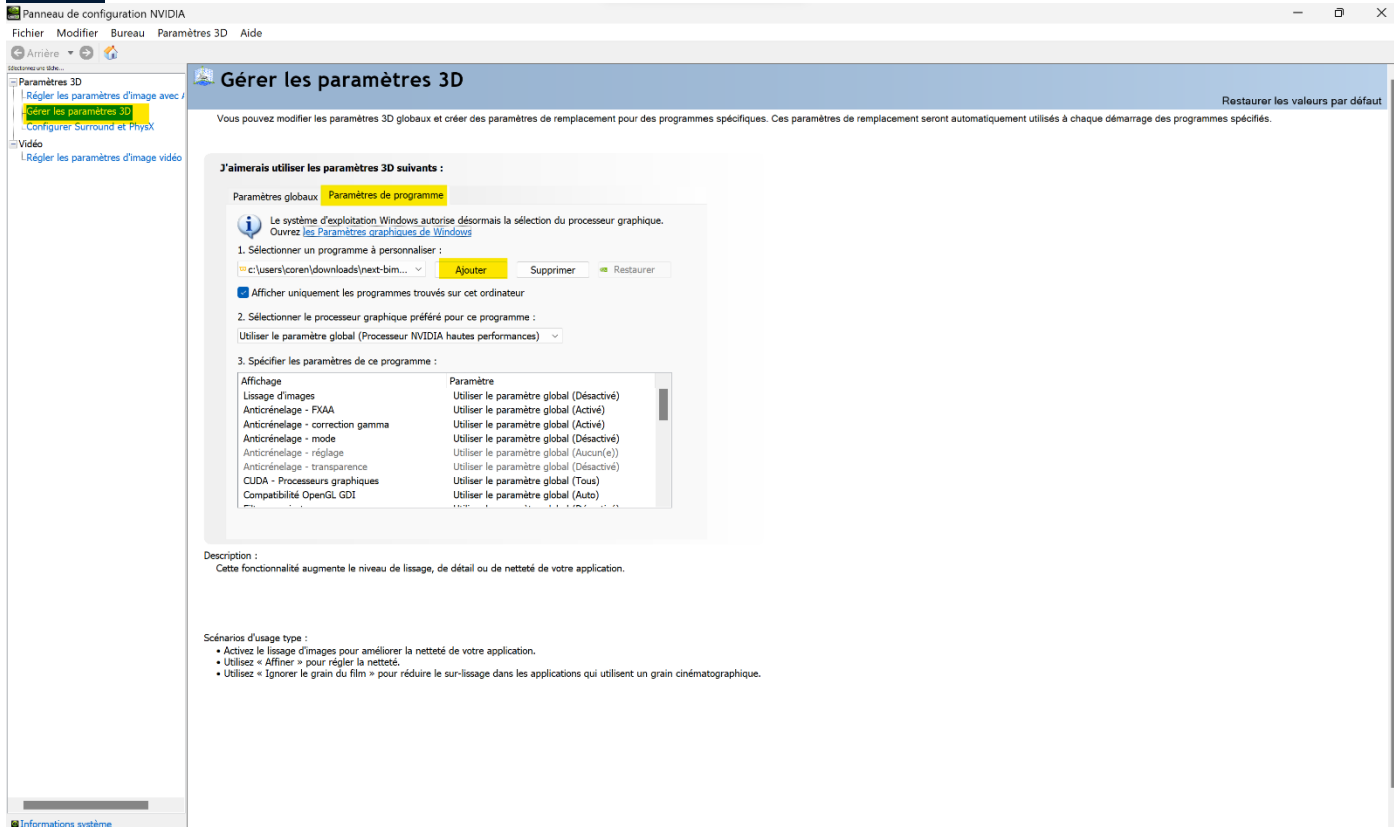 Panneau de configuration NVIDIA
Fichier Modifier Bureau Paramètres 3D Aide
Arrière
Sélectionnez une tâche...
Paramètres 3D
Régler les paramètres d'image avec
Gérer les paramètres 3D
Configurer Surround et PhysX
Vidéo
Régler les paramètres d'image vidéo
Informations système
Gérer les paramètres 3D
Restaurer les valeurs par défaut
Vous pouvez modifier les paramètres 3D globaux et créer des paramètres de remplacement pour des programmes spécifiques. Ces paramètres de remplacement seront automatiquement utilisés à chaque démarrage des programmes spécifiés.
J'aimerais utiliser les paramètres 3D suivants :
Paramètres globaux Paramètres de programme
Le système d'exploitation Windows autorise désormais la sélection du processeur graphique.
Ouvrez les Paramètres graphiques de Windows
1. Sélectionner un programme à personnaliser :
c:\users\coren\downloads\next-bim... Ajouter Supprimer Restaurer
Afficher uniquement les programmes trouvés sur cet ordinateur
2. Sélectionner le processeur graphique préféré pour ce programme :
Utiliser le paramètre global (Processeur NVIDIA hautes performances)
3. Spécifier les paramètres de ce programme :
Affichage Paramètre
Lissage d'images Utiliser le paramètre global (Désactivé)
Anticrénelage - FXAA Utiliser le paramètre global (Activé)
Anticrénelage - correction gamma Utiliser le paramètre global (Activé)
Anticrénelage - mode Utiliser le paramètre global (Désactivé)
Anticrénelage - réglage Utiliser le paramètre global (Aucun(e))
Anticrénelage - transparence Utiliser le paramètre global (Désactivé)
CUDA - Processeurs graphiques Utiliser le paramètre global (Tous)
Compatibilité OpenGL GDI Utiliser le paramètre global (Auto)
Description :
Cette fonctionnalité augmente le niveau de lissage, de détail ou de netteté de votre application.
Scénarios d'usage type :
• Activez le lissage d'images pour améliorer la netteté de votre application.
• Utilisez « Affiner » pour régler la netteté.
• Utilisez « Ignorer le grain du film » pour réduire le sur-lissage dans les applications qui utilisent un grain cinématographique.